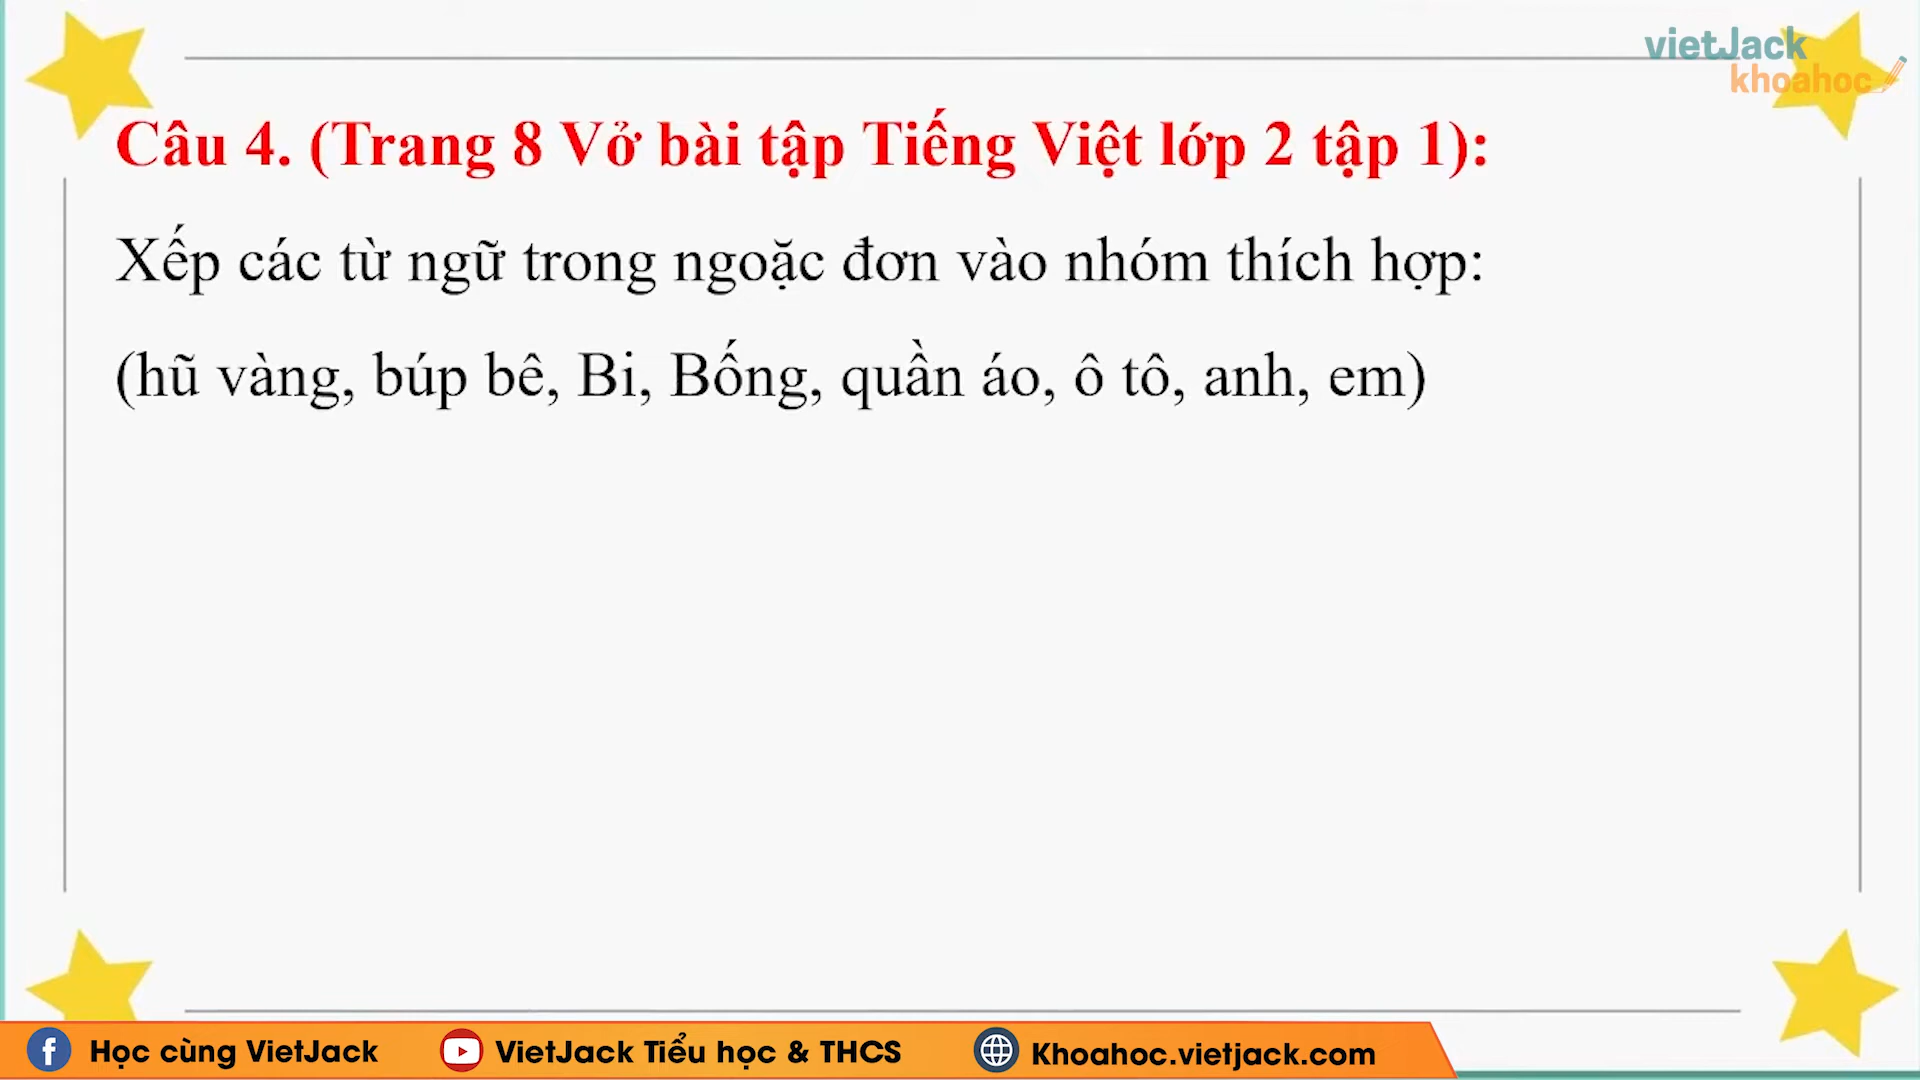 vietJack
khoahoc
Câu 4. (Trang 8 Vở bài tập Tiếng Việt lớp 2 tập 1):
Xếp các từ ngữ trong ngoặc đơn vào nhóm thích hợp:
(hũ vàng, búp bê, Bi, Bống, quần áo, ô tô, anh, em)
Học cùng VietJack
VietJack Tiểu học & THCS
Khoahoc.vietjack.com